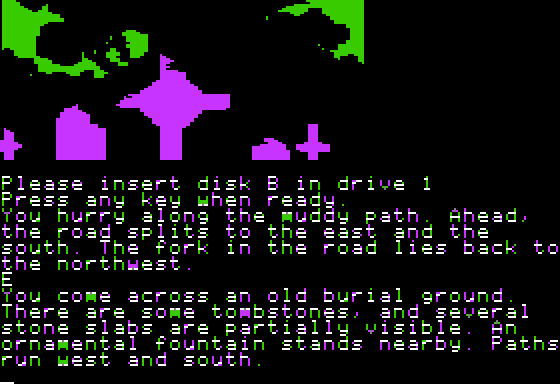 Please insert disk B in drive 1
Press any key when ready.
You hurry along the muddy path. Ahead,
the road splits to the east and the
south. The fork in the road lies back to
the northwest.
E
You come across an old burial ground.
There are some tombstones, and several
stone slabs are partially visible. An
ornamental fountain stands nearby. Paths
run west and south.